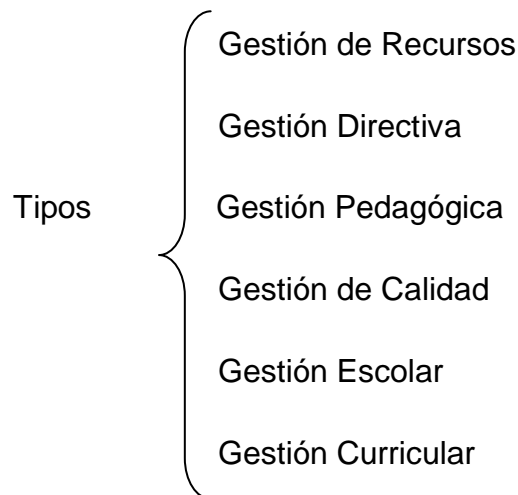 Gestión de Recursos
Gestión Directiva
Tipos Gestión Pedagógica
Gestión de Calidad
Gestión Escolar
Gestión Curricular